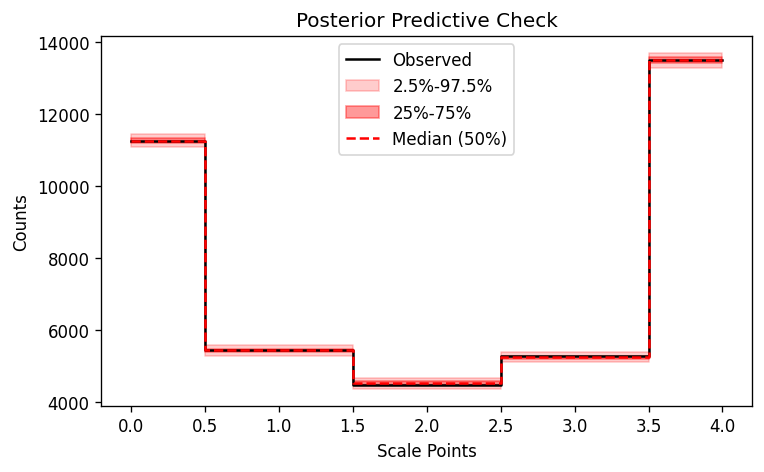 Posterior Predictive Check
Observed
2.5%-97.5%
25%-75%
Median (50%)
Counts
14000
12000
10000
8000
6000
4000
0.0 0.5 1.0 1.5 2.0 2.5 3.0 3.5 4.0
Scale Points